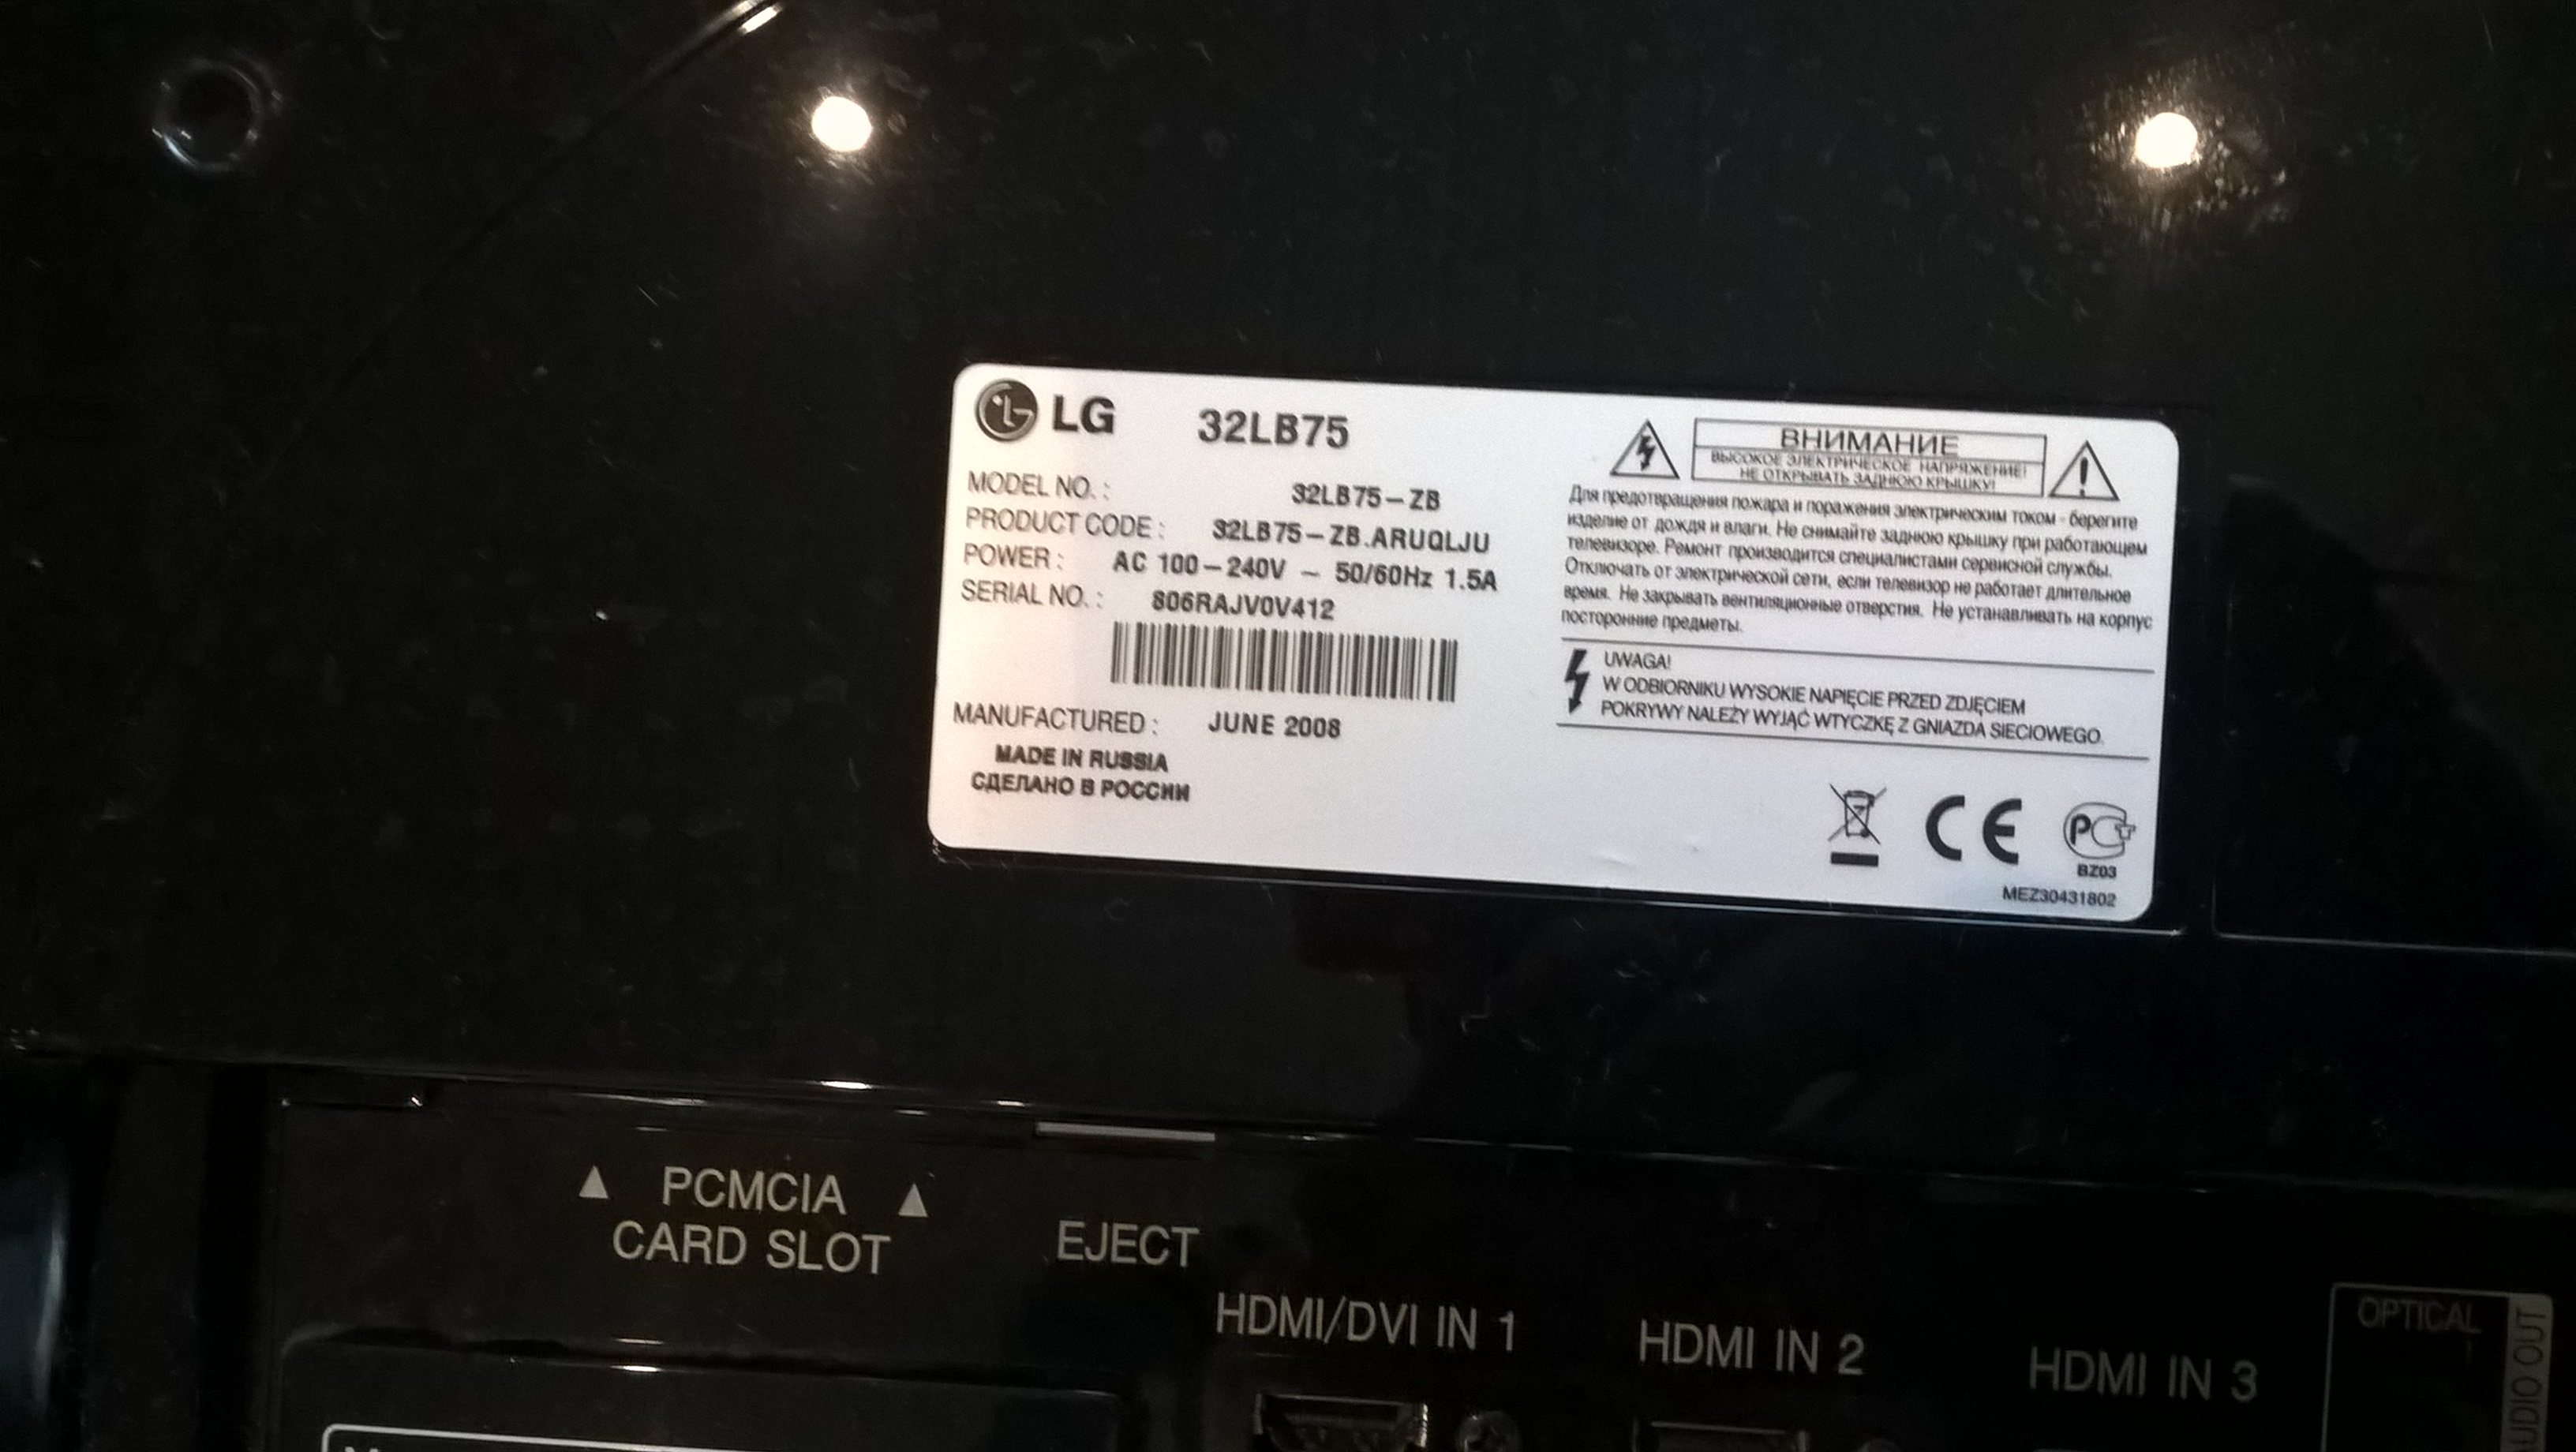 LG 32LB75
MODEL NO. : 32LB75-ZB
PRODUCT CODE : 32LB75-ZB.ARUQLJU
POWER : AC 100-240V ~ 50/60Hz 1.5A
SERIAL NO. : 806RAJV0V412
MANUFACTURED : JUNE 2008
MADE IN RUSSIA
СДЕЛАНО В РОССИИ
ВНИМАНИЕ
ВЫСОКОЕ ЭЛЕКТРИЧЕСКОЕ НАПРЯЖЕНИЕ!
НЕ ОТКРЫВАТЬ ЗАДНЮЮ КРЫШКУ!
Для предотвращения пожара и поражения электрическим током - берегите
изделие от дождя и влаги. Не снимайте заднюю крышку при работающем
телевизоре. Ремонт производится специалистами сервисной службы.
Отключать от электрической сети, если телевизор не работает длительное
время. Не закрывать вентиляционные отверстия. Не устанавливать на корпус
посторонние предметы.
UWAGA!
W ODBIORNIKU WYSOKIE NAPIĘCIE PRZED ZDJĘCIEM
POKRYWY NALEŻY WYJĄĆ WTYCZKĘ Z GNIAZDA SIECIOWEGO.
CE PCT
BZ03
MEZ30431802
▲ PCMCIA ▲
CARD SLOT
EJECT
HDMI/DVI IN 1
HDMI IN 2
HDMI IN 3
OPTICAL
UDIO OUT